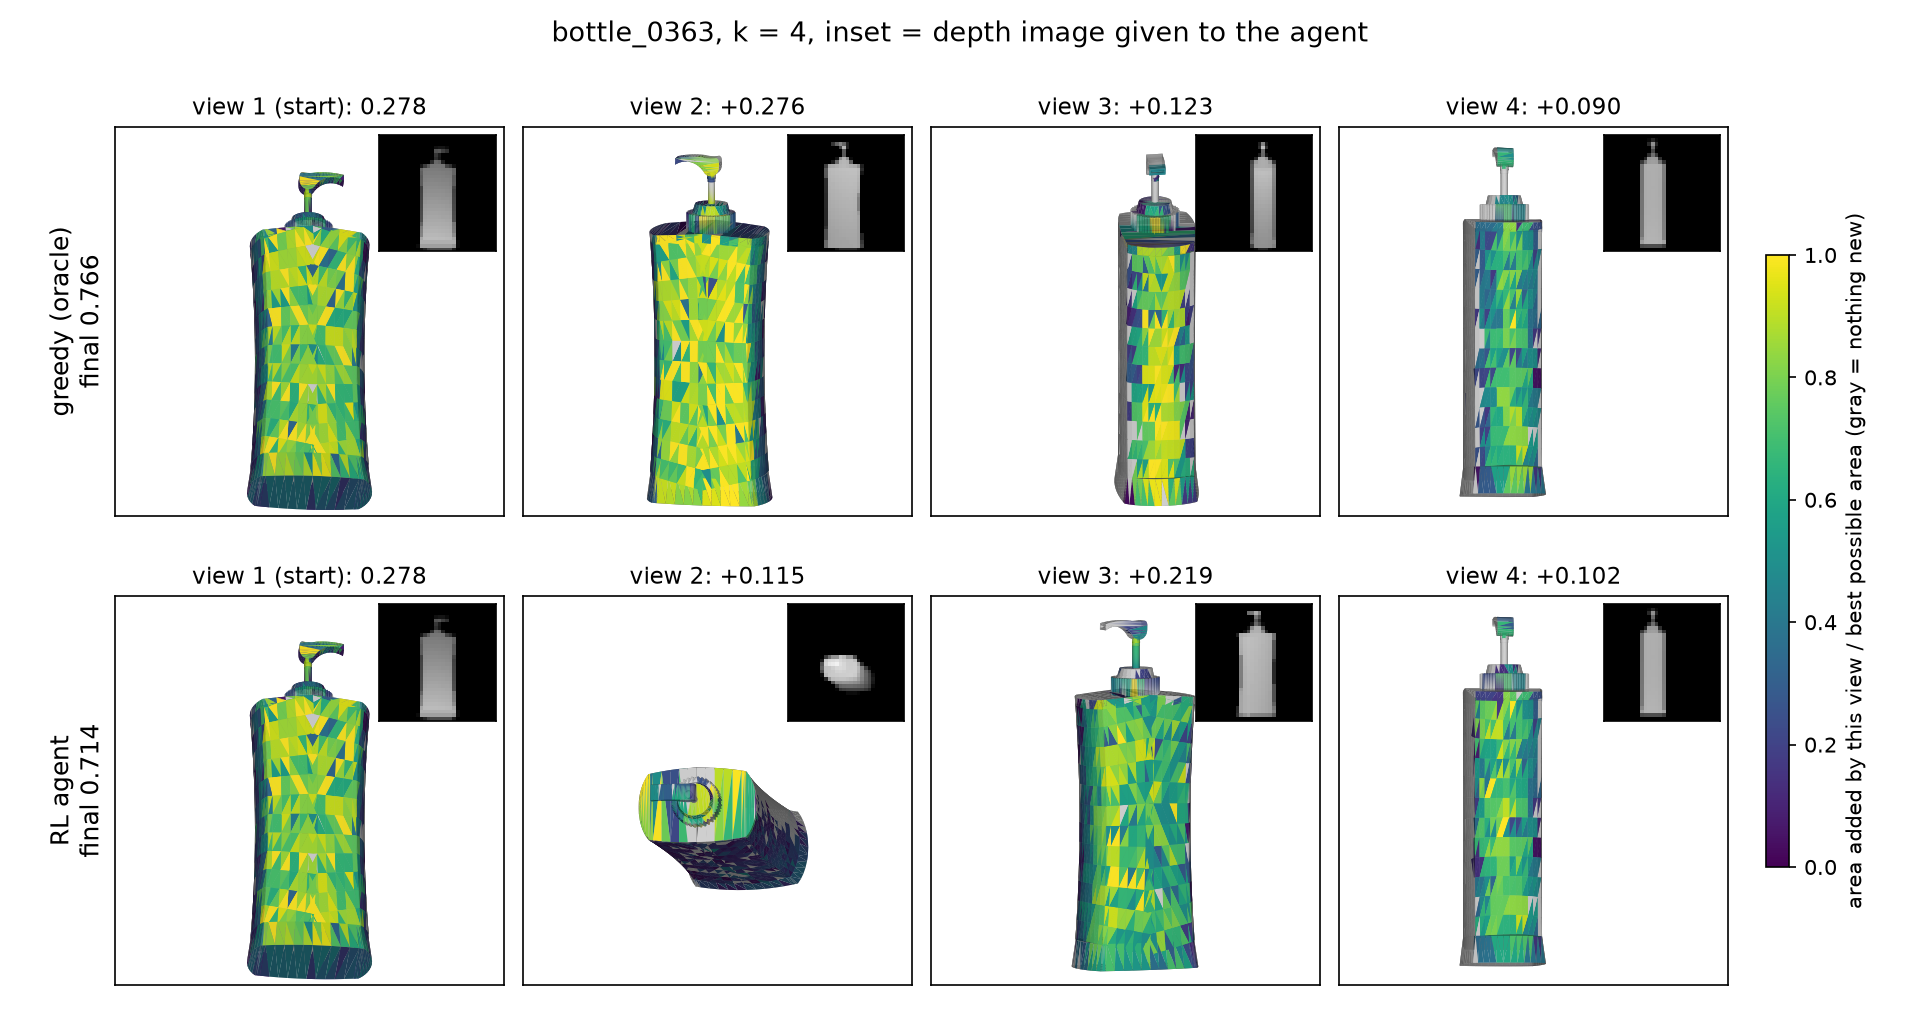 bottle_0363, k = 4, inset = depth image given to the agent
view 1 (start): 0.278
view 2: +0.276
view 3: +0.123
view 4: +0.090
greedy (oracle)
final 0.766
view 1 (start): 0.278
view 2: +0.115
view 3: +0.219
view 4: +0.102
RL agent
final 0.714
1.0
0.8
0.6
0.4
0.2
0.0
area added by this view / best possible area (gray = nothing new)